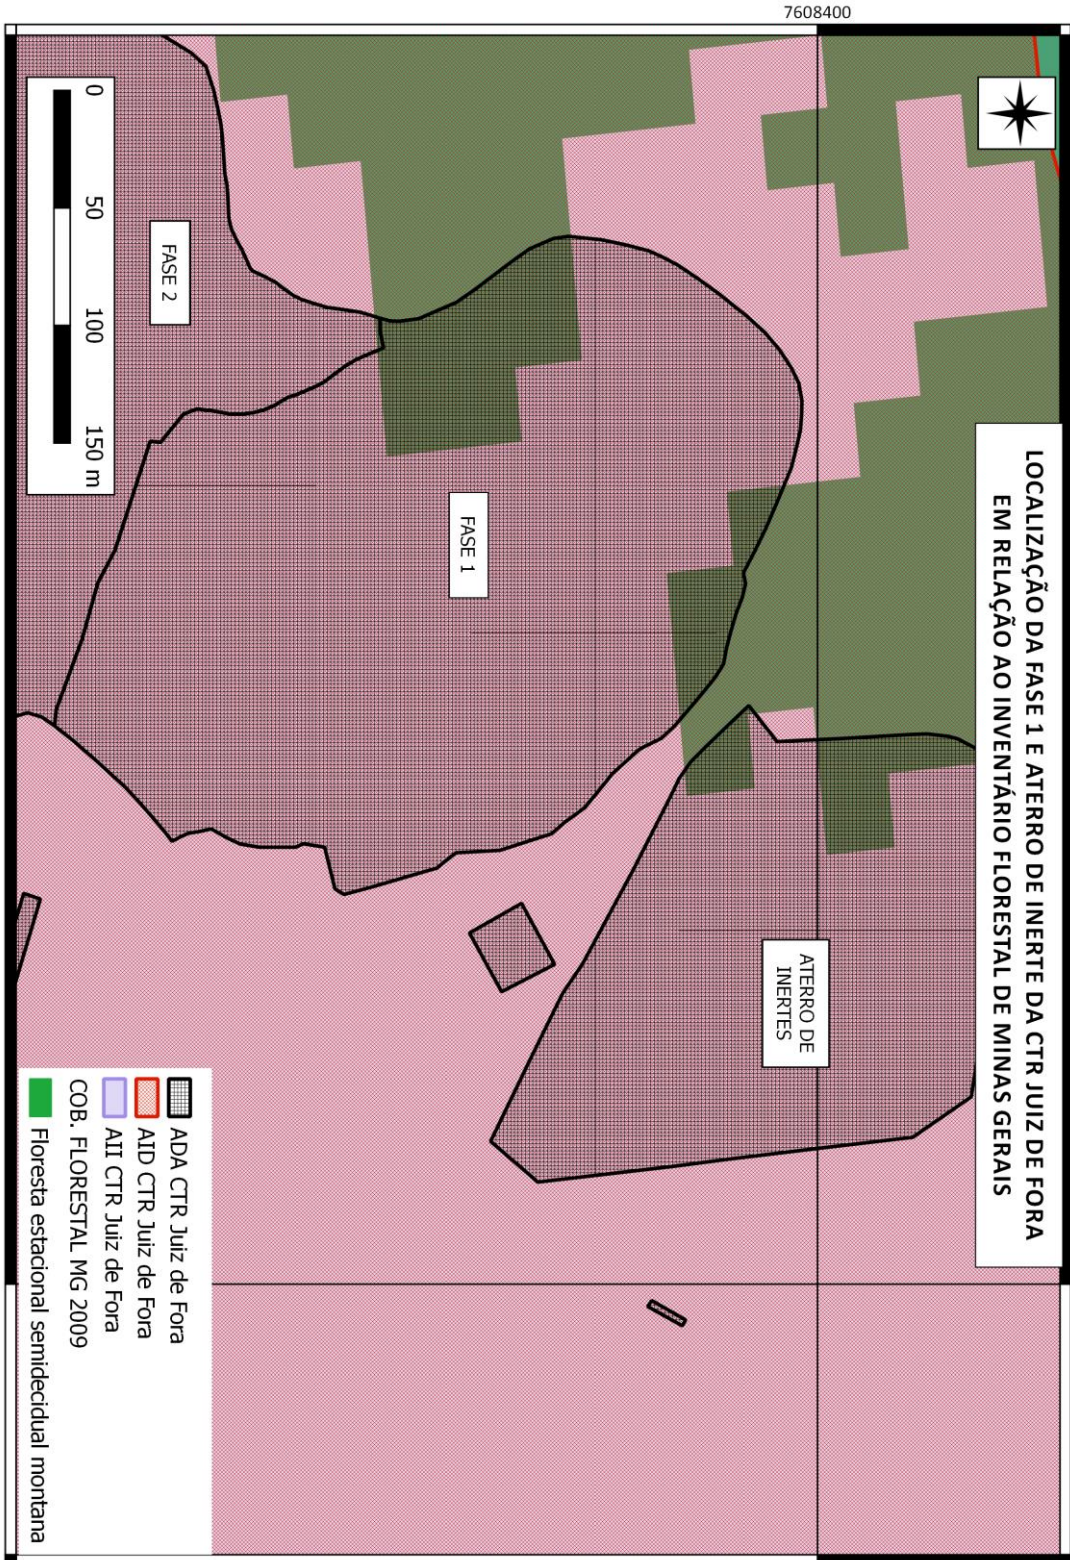 7608400
LOCALIZAÇÃO DA FASE 1 E ATERRO DE INERTE DA CTR JUIZ DE FORA
EM RELAÇÃO AO INVENTÁRIO FLORESTAL DE MINAS GERAIS
0 50 100 150 m
FASE 2
FASE 1
ATERRO DE
INERTES
ADA CTR Juiz de Fora
AID CTR Juiz de Fora
AII CTR Juiz de Fora
COB. FLORESTAL MG 2009
Floresta estacional semidecidual montana